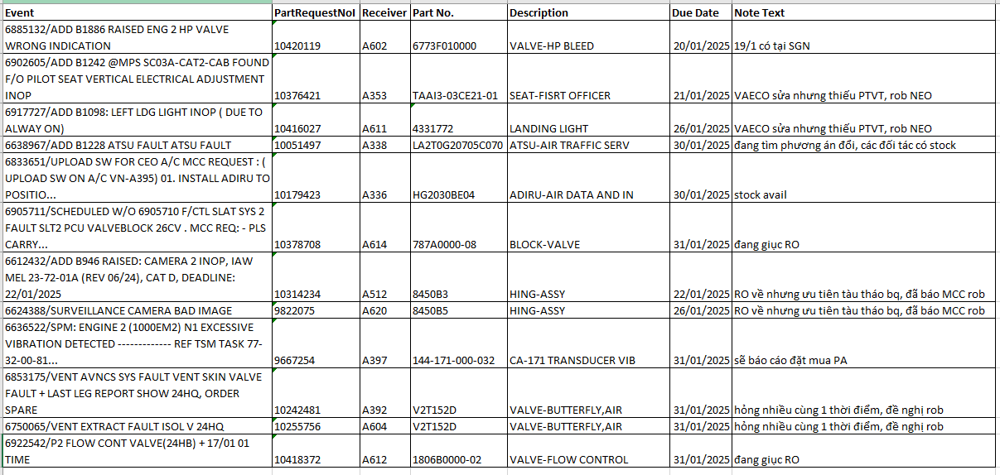 Event PartRequestNoI Receiver Part No. Description Due Date Note Text
6885132/ADD B1886 RAISED ENG 2 HP VALVE
WRONG INDICATION 10420119 A602 6773F010000 VALVE-HP BLEED 20/01/2025 19/1 có tại SGN
6902605/ADD B1242 @MPS SC03A-CAT2-CAB FOUND
F/O PILOT SEAT VERTICAL ELECTRICAL ADJUSTMENT
INOP 10376421 A353 TAAI3-03CE21-01 SEAT-FISRT OFFICER 21/01/2025 VAECO sửa nhưng thiếu PTVT, rob NEO
6917727/ADD B1098: LEFT LDG LIGHT INOP ( DUE TO
ALWAY ON) 10416027 A611 4331772 LANDING LIGHT 26/01/2025 VAECO sửa nhưng thiếu PTVT, rob NEO
6638967/ADD B1228 ATSU FAULT ATSU FAULT 10051497 A338 LA2T0G20705C070 ATSU-AIR TRAFFIC SERV 30/01/2025 đang tìm phương án đổi, các đối tác có stock
6833651/UPLOAD SW FOR CEO A/C MCC REQUEST : (
UPLOAD SW ON A/C VN-A395) 01. INSTALL ADIRU TO
POSITIO... 10179423 A336 HG2030BE04 ADIRU-AIR DATA AND IN 30/01/2025 stock avail
6905711/SCHEDULED W/O 6905710 F/CTL SLAT SYS 2
FAULT SLT2 PCU VALVEBLOCK 26CV . MCC REQ: - PLS
CARRY... 10378708 A614 787A0000-08 BLOCK-VALVE 31/01/2025 đang giục RO
6612432/ADD B946 RAISED: CAMERA 2 INOP, IAW
MEL 23-72-01A (REV 06/24), CAT D, DEADLINE:
22/01/2025 10314234 A512 8450B3 HING-ASSY 22/01/2025 RO về nhưng ưu tiên tàu tháo bq, đã báo MCC rob
6624388/SURVEILLANCE CAMERA BAD IMAGE 9822075 A620 8450B5 HING-ASSY 26/01/2025 RO về nhưng ưu tiên tàu tháo bq, đã báo MCC rob
6636522/SPM: ENGINE 2 (1000EM2) N1 EXCESSIVE
VIBRATION DETECTED ------------- REF TSM TASK 77-
32-00-81... 9667254 A397 144-171-000-032 CA-171 TRANSDUCER VIB 31/01/2025 sẽ báo cáo đặt mua PA
6853175/VENT AVNCS SYS FAULT VENT SKIN VALVE
FAULT + LAST LEG REPORT SHOW 24HQ, ORDER
SPARE 10242481 A392 V2T152D VALVE-BUTTERFLY,AIR 31/01/2025 hỏng nhiều cùng 1 thời điểm, đề nghị rob
6750065/VENT EXTRACT FAULT ISOL V 24HQ 10255756 A604 V2T152D VALVE-BUTTERFLY,AIR 31/01/2025 hỏng nhiều cùng 1 thời điểm, đề nghị rob
6922542/P2 FLOW CONT VALVE(24HB) + 17/01 01
TIME 10418372 A612 1806B0000-02 VALVE-FLOW CONTROL 31/01/2025 đang giục RO